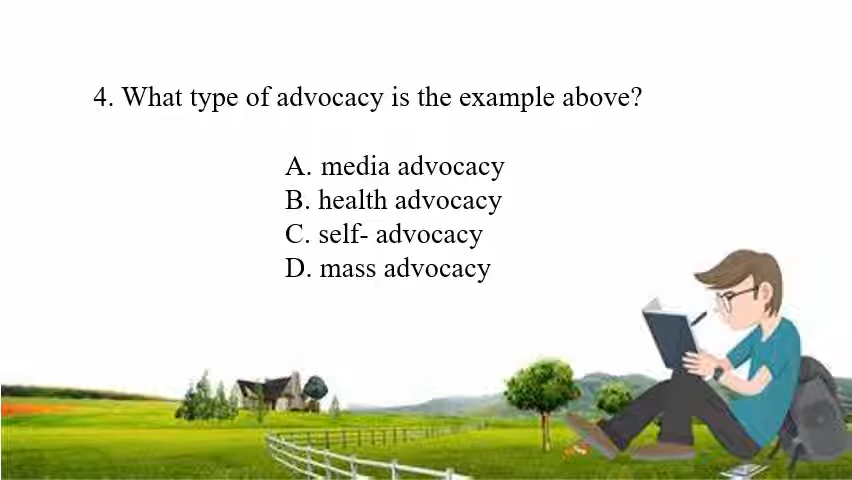 4. What type of advocacy is the example above?
A. media advocacy
B. health advocacy
C. self- advocacy
D. mass advocacy